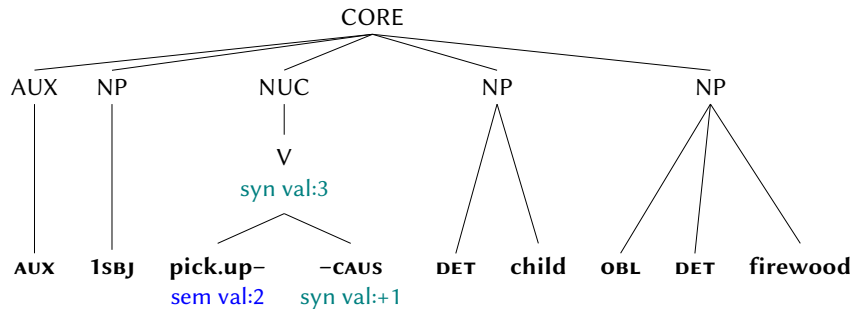 CORE
AUX NP NUC NP NP
V
syn val:3
AUX 1SBJ pick.up– –CAUS DET child OBL DET firewood
sem val:2 syn val:+1